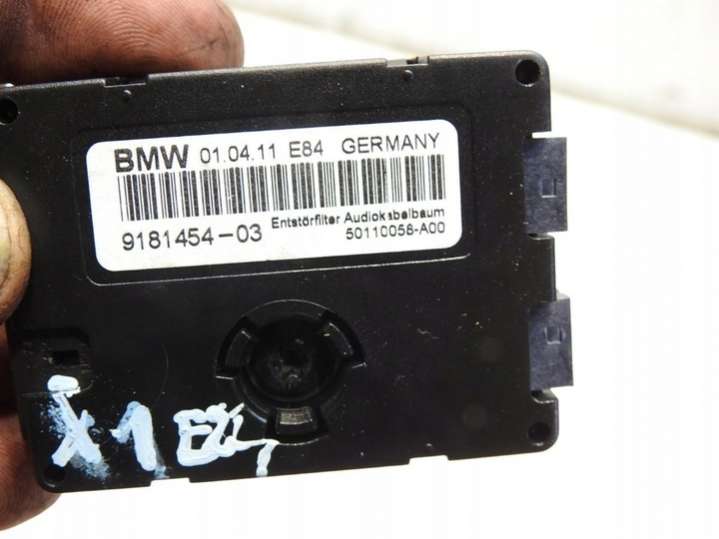 BMW 01.04.11 E84 GERMANY
Entstörfilter Audiokabelbaum
9181454-03 50110058-A00
X1 E84